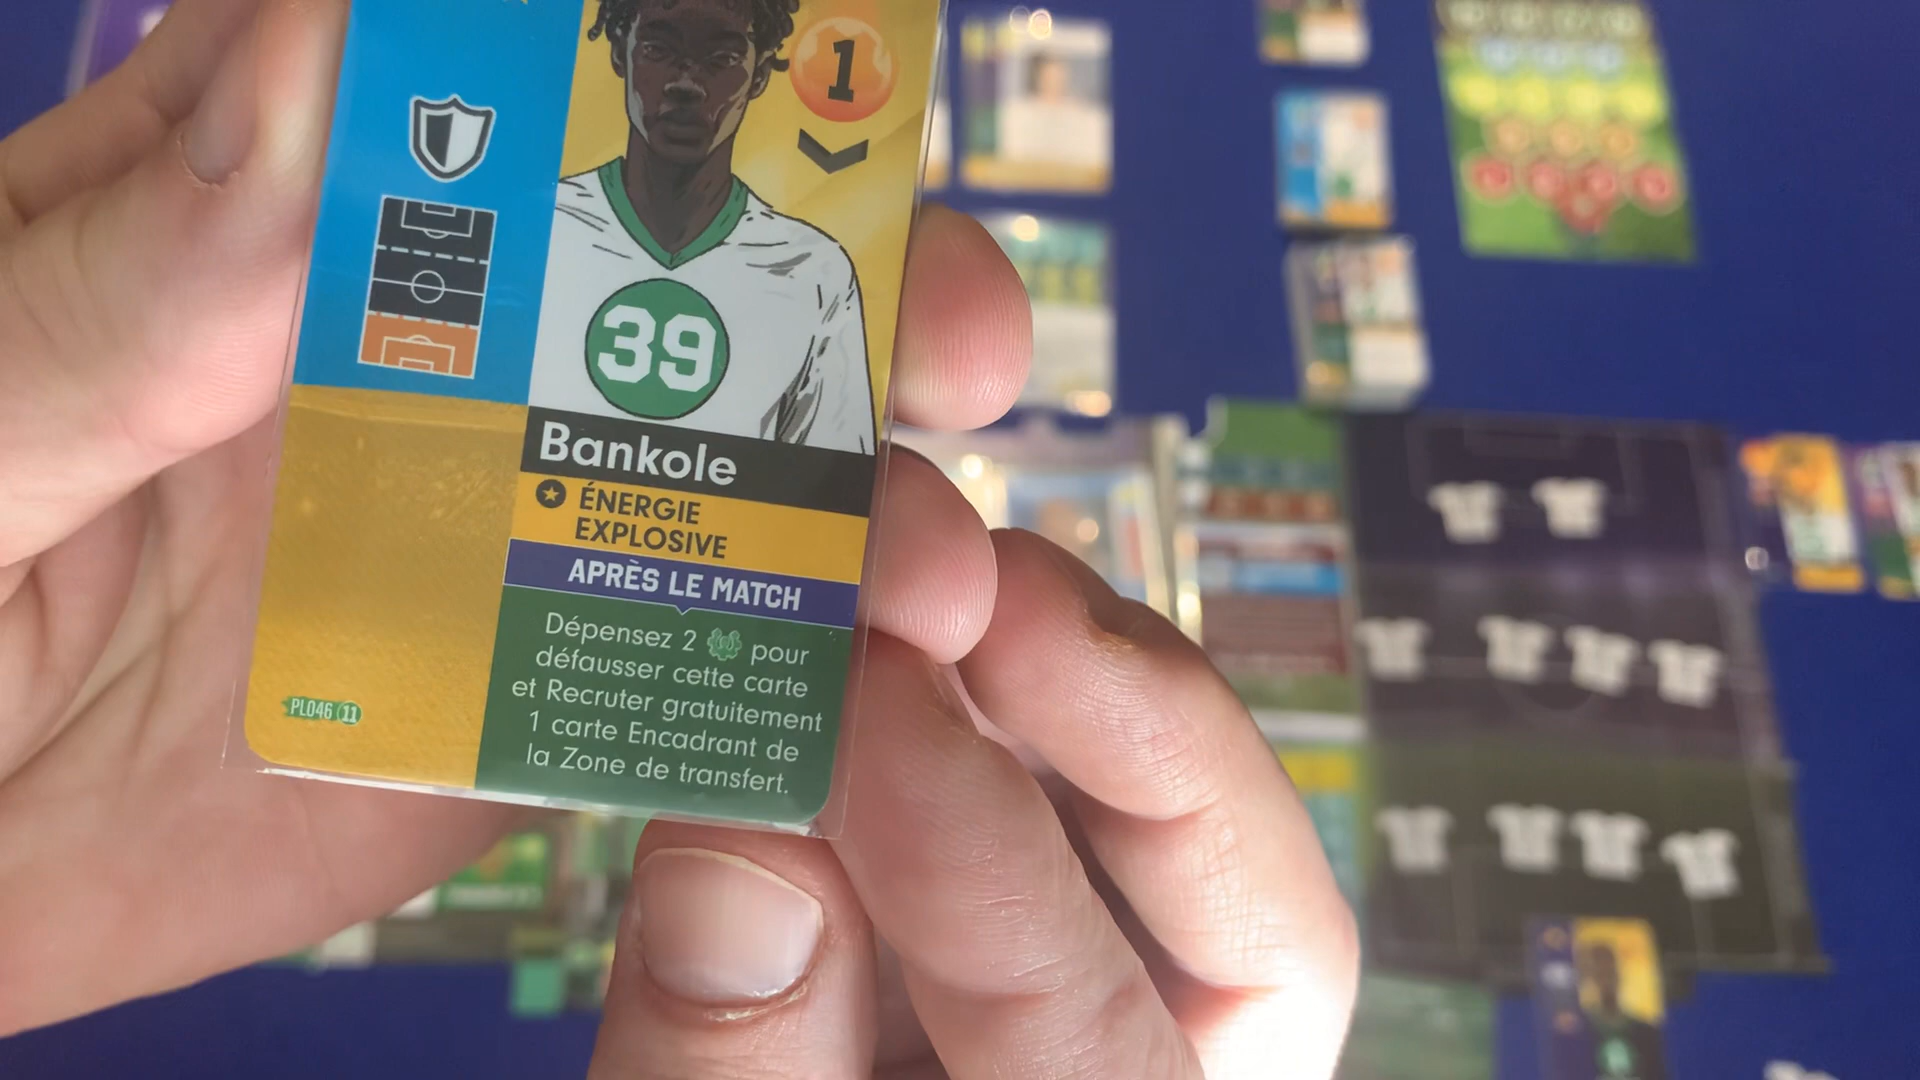 1
39
Bankole
ÉNERGIE
EXPLOSIVE
APRÈS LE MATCH
Dépensez 2 pour
défausser cette carte
et Recruter gratuitement
1 carte Encadrant de
la Zone de transfert.
PL046 11